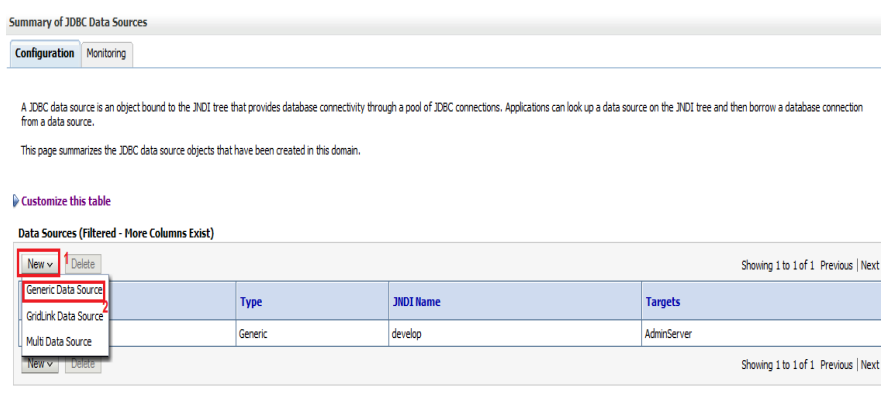 Summary of JDBC Data Sources
Configuration Monitoring
A JDBC data source is an object bound to the JNDI tree that provides database connectivity through a pool of JDBC connections. Applications can look up a data source on the JNDI tree and then borrow a database connection
from a data source.
This page summarizes the JDBC data source objects that have been created in this domain.
Customize this table
Data Sources (Filtered - More Columns Exist)
New 1 Delete
Showing 1 to 1 of 1 Previous | Next
Generic Data Source 2
GridLink Data Source
Multi Data Source
Type JNDI Name Targets
Generic develop AdminServer
New Delete
Showing 1 to 1 of 1 Previous | Next